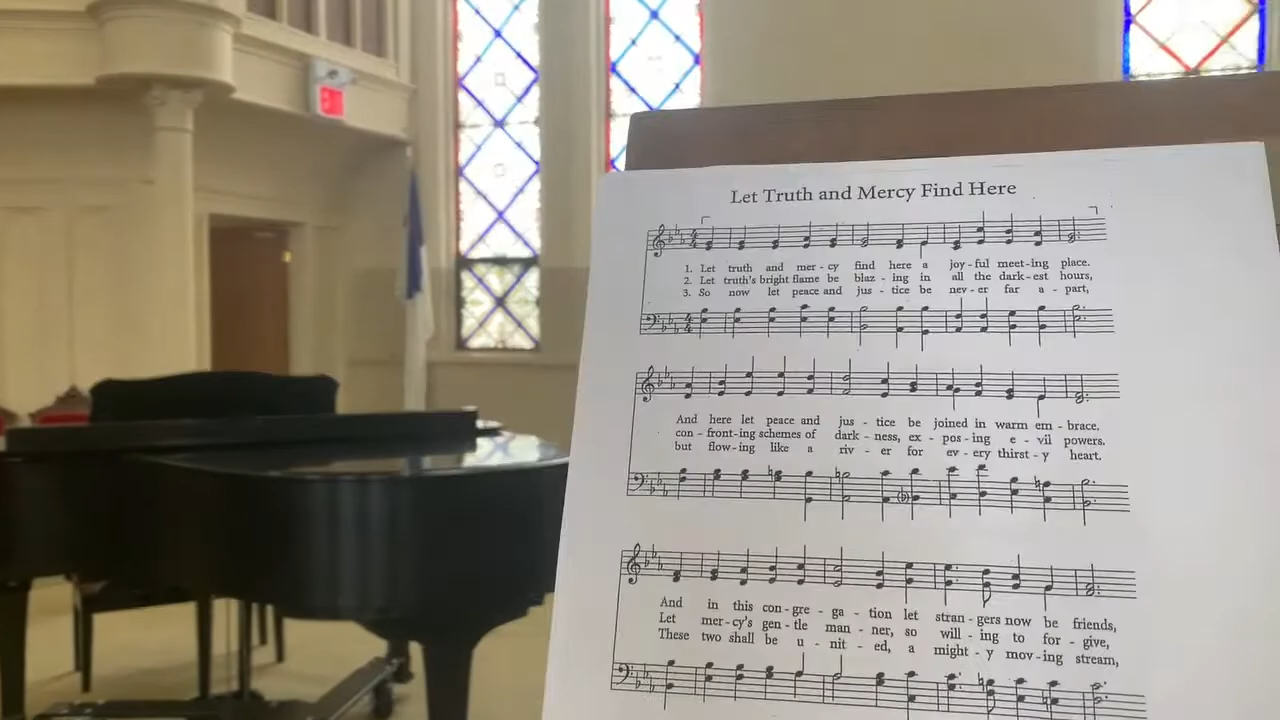 Let Truth and Mercy Find Here
1. Let truth and mer - cy find here a joy - ful meet - ing place.
2. Let truth's bright flame be blaz - ing in all the dark - est hours,
3. So now let peace and jus - tice be nev - er far a - part,
And here let peace and jus - tice be joined in warm em - brace.
con - front - ing schemes of dark - ness, ex - pos - ing e - vil powers.
but flow - ing like a riv - er for ev - ery thirst - y heart.
And in this con - gre - ga - tion let stran - gers now be friends,
Let mer - cy's gen - tle man - ner, so will - ing to for - give,
These two shall be u - nit - ed, a might - y mov - ing stream,